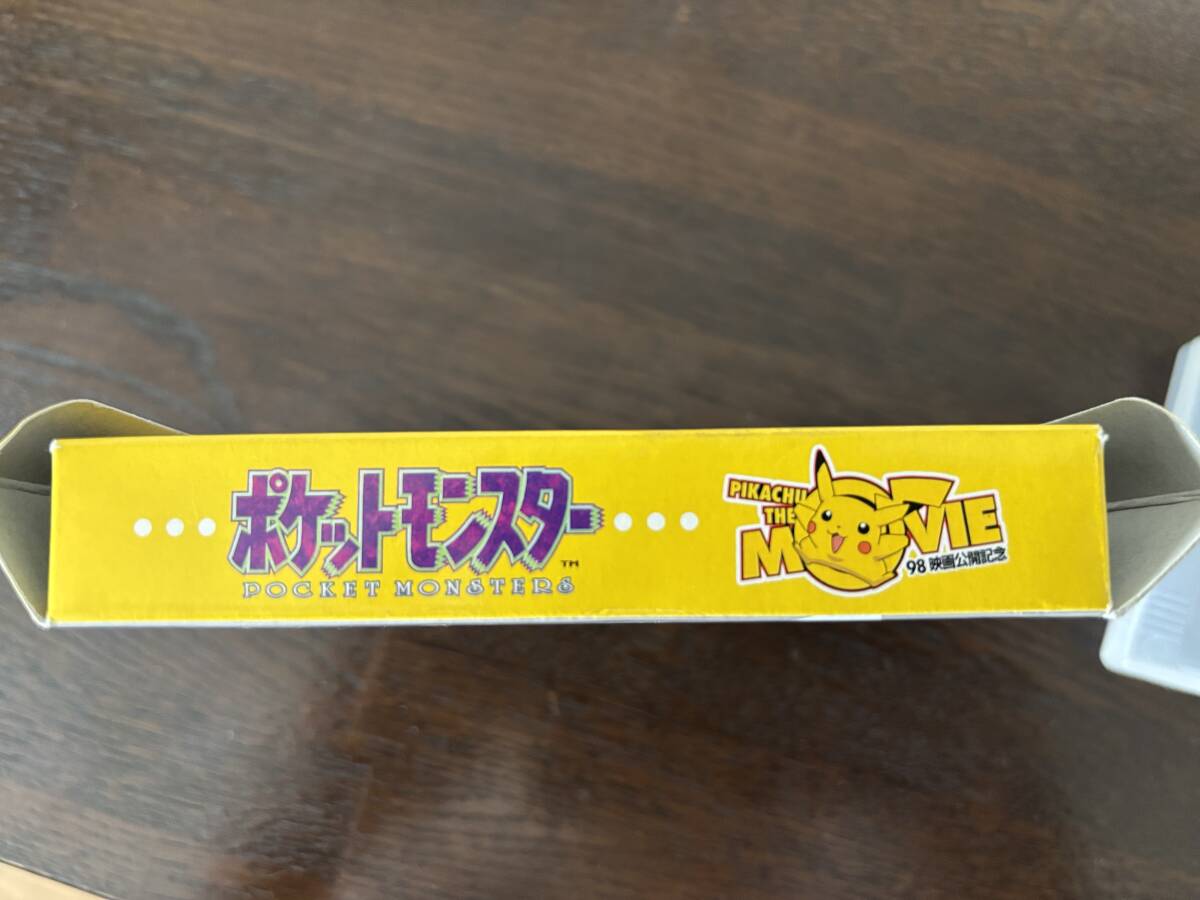 ポケットモンスター
TM
POCKET MONSTERS
PIKACHU
THE
MOVIE
98 映画公開記念